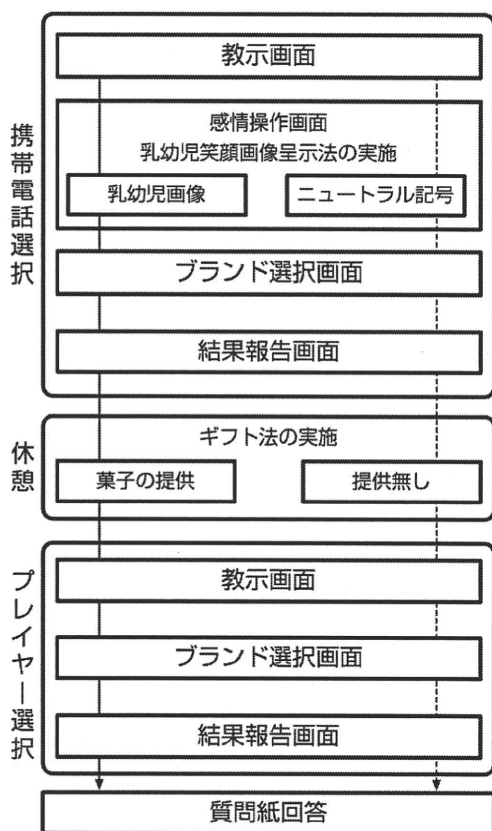 携帯電話選択
教示画面
感情操作画面
乳幼児笑顔画像呈示法の実施
乳幼児画像
ニュートラル記号
ブランド選択画面
結果報告画面
休憩
ギフト法の実施
菓子の提供
提供無し
プレイヤー選択
教示画面
ブランド選択画面
結果報告画面
質問紙回答